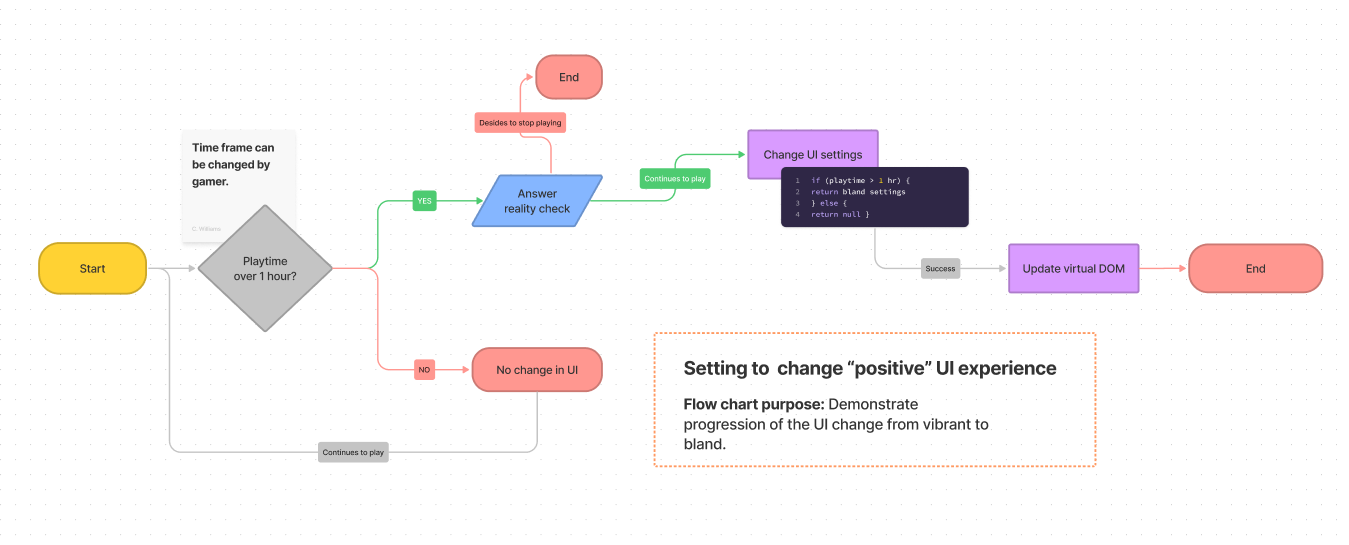 End
Desides to stop playing
Time frame can
be changed by
gamer.
C. Williams
Change UI settings
Continues to play
1 if (playtime > 1 hr) {
2 return bland settings
3 } else {
4 return null }
Answer
reality check
YES
Start
Playtime
over 1 hour?
Success
Update virtual DOM
End
NO
No change in UI
Continues to play
Setting to change “positive” UI experience
Flow chart purpose: Demonstrate
progression of the UI change from vibrant to
bland.